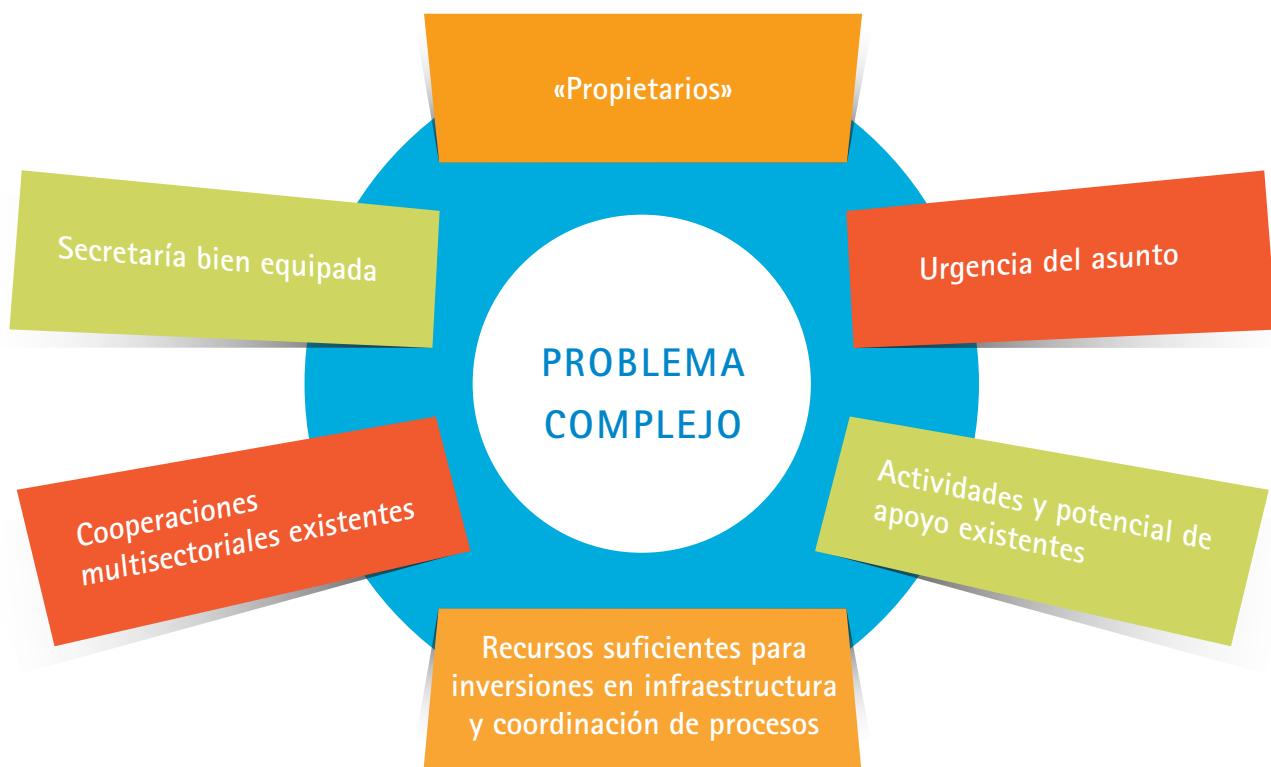 «Propietarios»
Secretaría bien equipada
Urgencia del asunto
PROBLEMA
COMPLEJO
Cooperaciones
multisectoriales existentes
Actividades y potencial de
apoyo existentes
Recursos suficientes para
inversiones en infraestructura
y coordinación de procesos